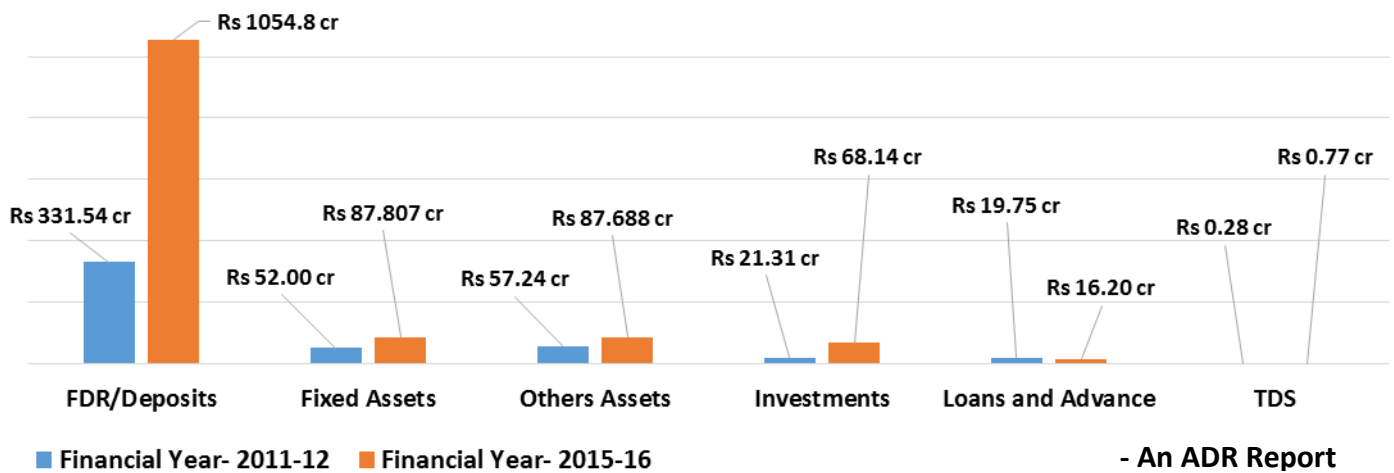 Rs 1054.8 cr
Rs 331.54 cr
Rs 52.00 cr
Rs 87.807 cr
Rs 57.24 cr
Rs 87.688 cr
Rs 21.31 cr
Rs 68.14 cr
Rs 19.75 cr
Rs 16.20 cr
Rs 0.28 cr
Rs 0.77 cr
FDR/Deposits
Fixed Assets
Others Assets
Investments
Loans and Advance
TDS
Financial Year- 2011-12
Financial Year- 2015-16
- An ADR Report